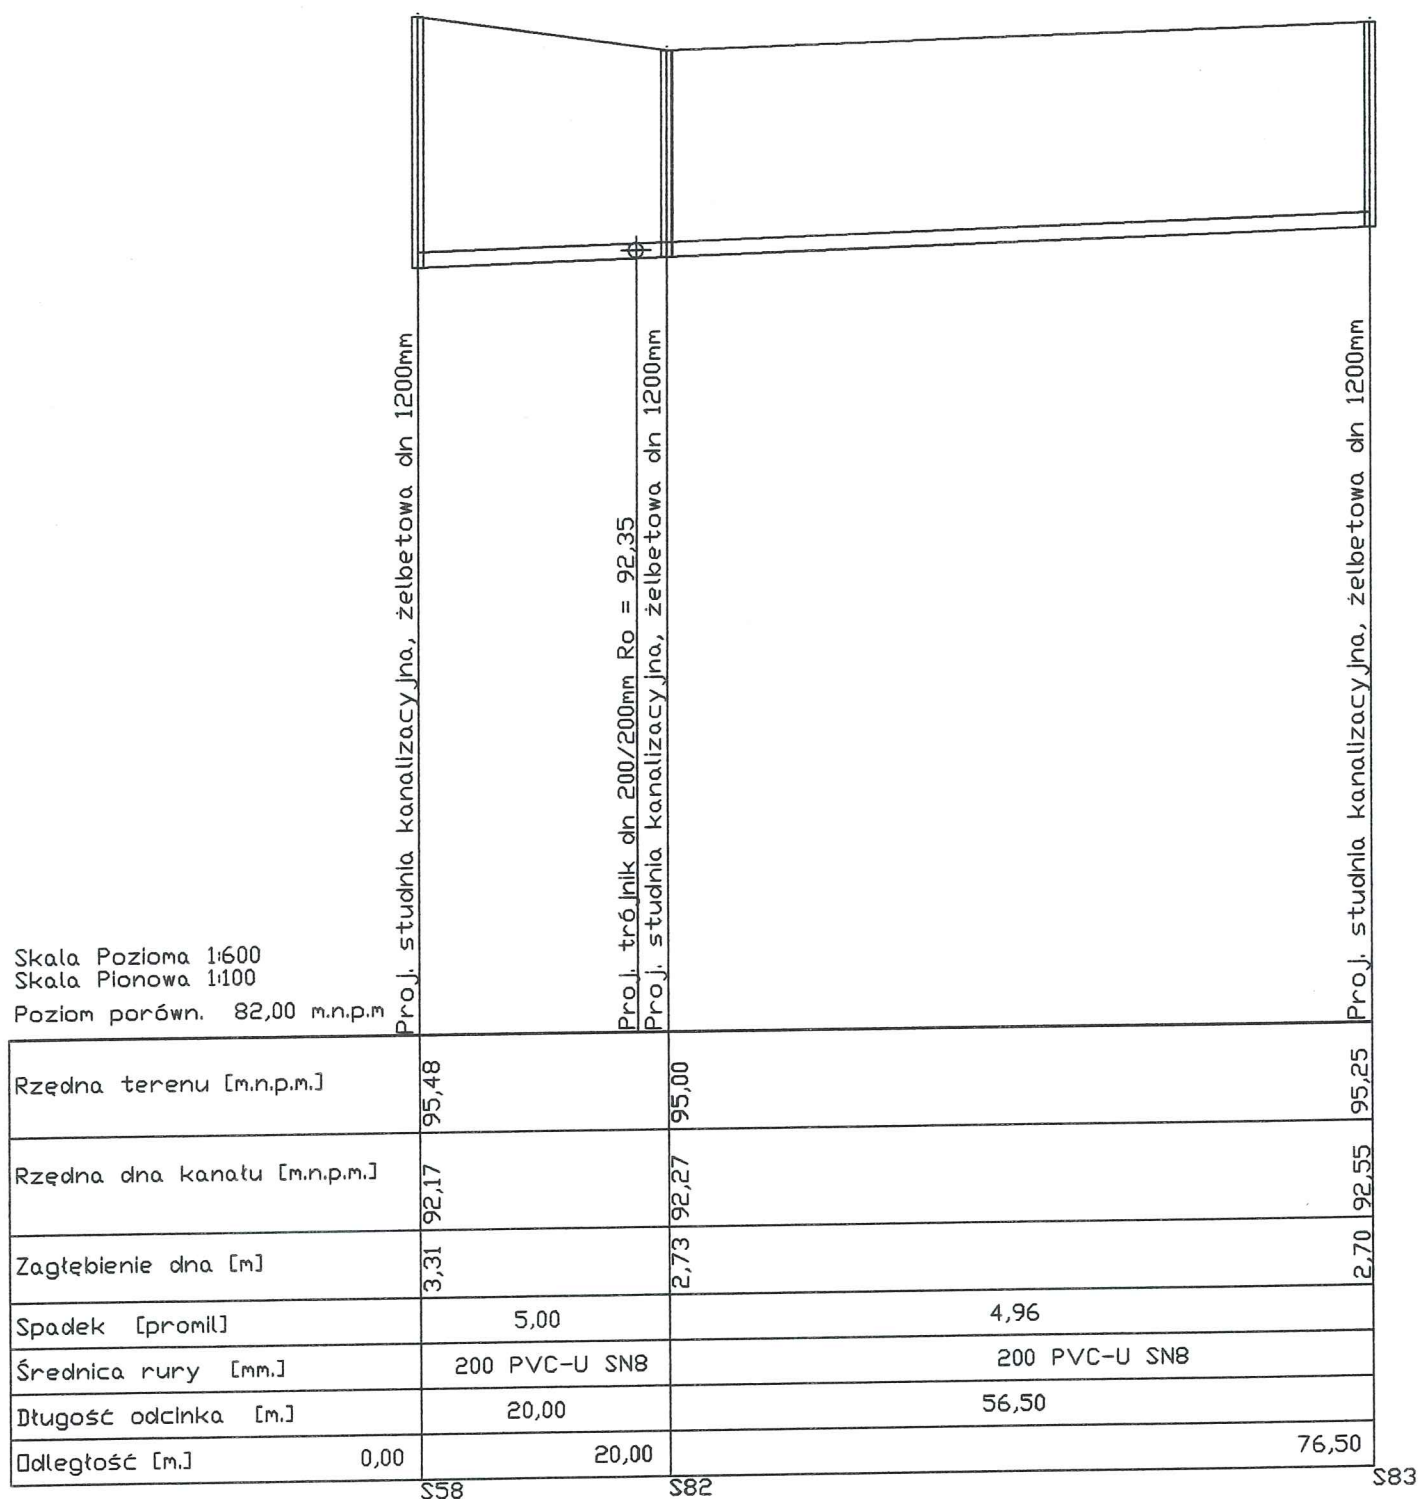 Proj. studnia kanalizacyjna, żelbetowa dn 1200mm
Proj. trójnik dn 200/200mm Ro = 92,35
Proj. studnia kanalizacyjna, żelbetowa dn 1200mm
Proj. studnia kanalizacyjna, żelbetowa dn 1200mm
Skala Pozioma 1:600
Skala Pionowa 1:100
Poziom porówn. 82,00 m.n.p.m
Rzędna terenu [m.n.p.m.] 95,48 95,00 95,25
Rzędna dna kanału [m.n.p.m.] 92,17 92,27 92,55
Zagłębienie dna [m] 3,31 2,73 2,70
Spadek [promil] 5,00 4,96
Średnica rury [mm.] 200 PVC-U SN8 200 PVC-U SN8
Długość odcinka [m.] 20,00 56,50
Odległość [m.] 0,00 20,00 76,50
S58 S82 S83